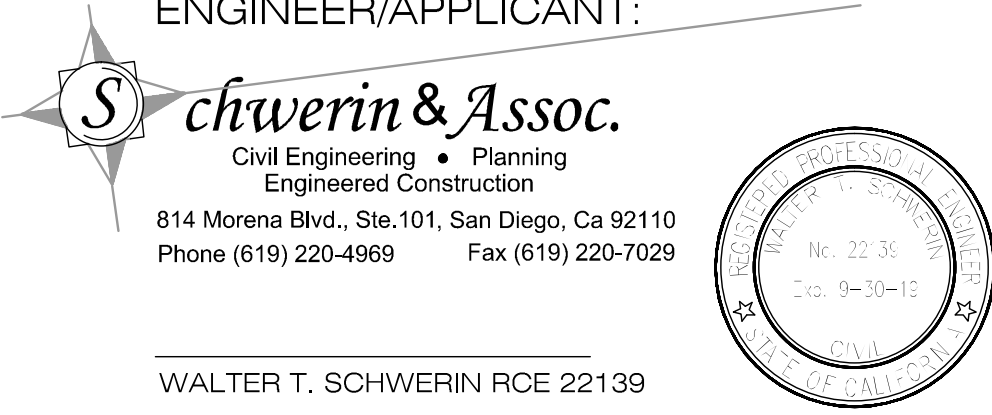 ENGINEER/APPLICANT:
Schwerin & Assoc.
Civil Engineering • Planning
Engineered Construction
814 Morena Blvd., Ste.101, San Diego, Ca 92110
Phone (619) 220-4969 Fax (619) 220-7029
WALTER T. SCHWERIN RCE 22139
REGISTERED PROFESSIONAL ENGINEER
WALTER T. SCHWERIN
No. 22139
Exp. 9-30-19
CIVIL
STATE OF CALIFORNIA